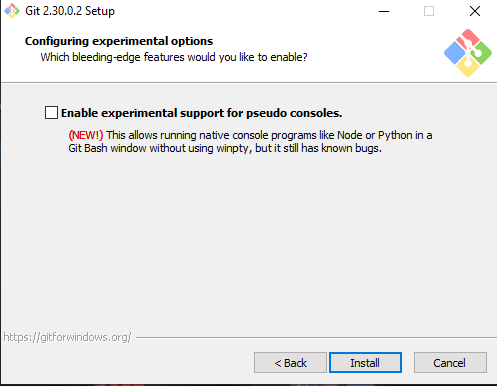 Git 2.30.0.2 Setup
Configuring experimental options
Which bleeding-edge features would you like to enable?
Enable experimental support for pseudo consoles.
(NEW!) This allows running native console programs like Node or Python in a
Git Bash window without using winpty, but it still has known bugs.
https://gitforwindows.org/
< Back
Install
Cancel